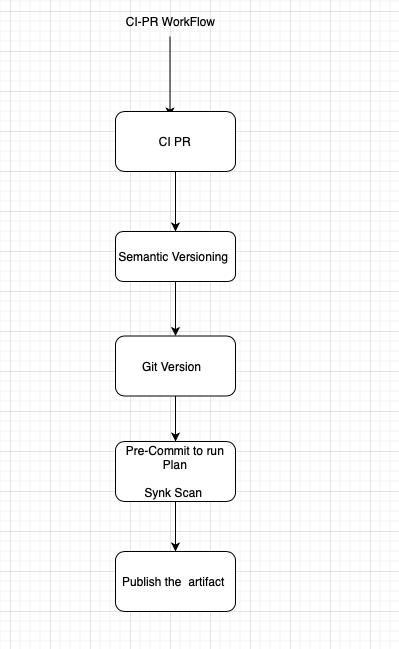 CI-PR WorkFlow
CI PR
Semantic Versioning
Git Version
Pre-Commit to run
Plan
Synk Scan
Publish the  artifact